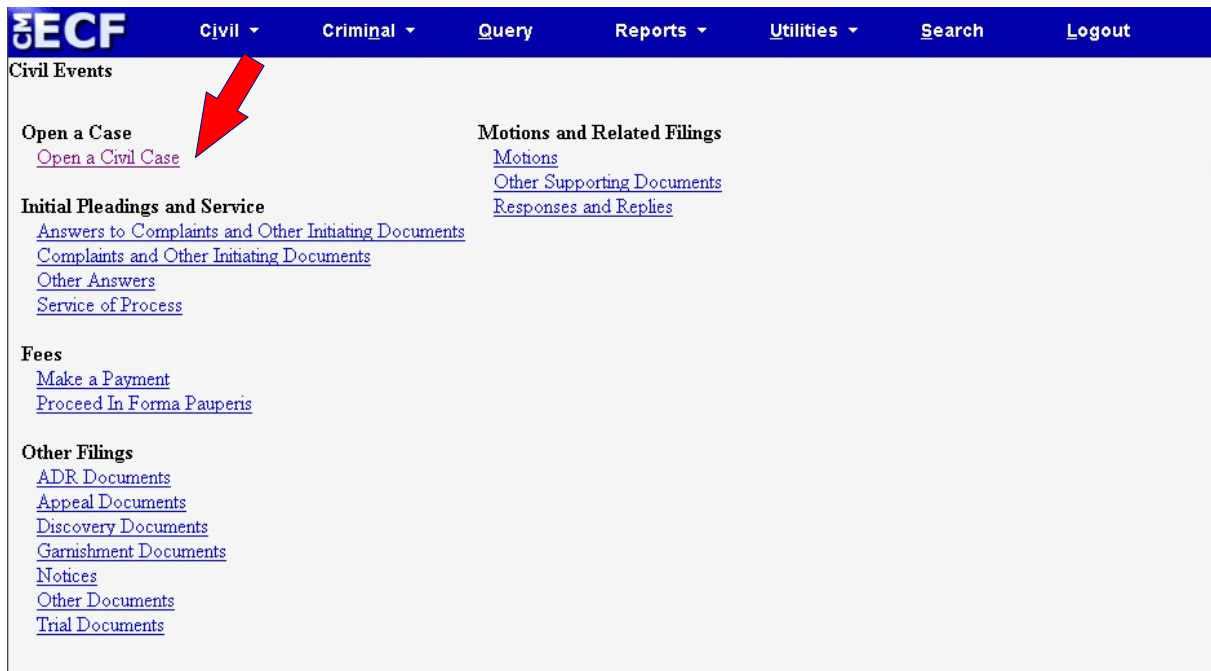 CM ECF Civil Criminal Query Reports Utilities Search Logout
Civil Events
Open a Case
Open a Civil Case
Initial Pleadings and Service
Answers to Complaints and Other Initiating Documents
Complaints and Other Initiating Documents
Other Answers
Service of Process
Fees
Make a Payment
Proceed In Forma Pauperis
Other Filings
ADR Documents
Appeal Documents
Discovery Documents
Garnishment Documents
Notices
Other Documents
Trial Documents
Motions and Related Filings
Motions
Other Supporting Documents
Responses and Replies